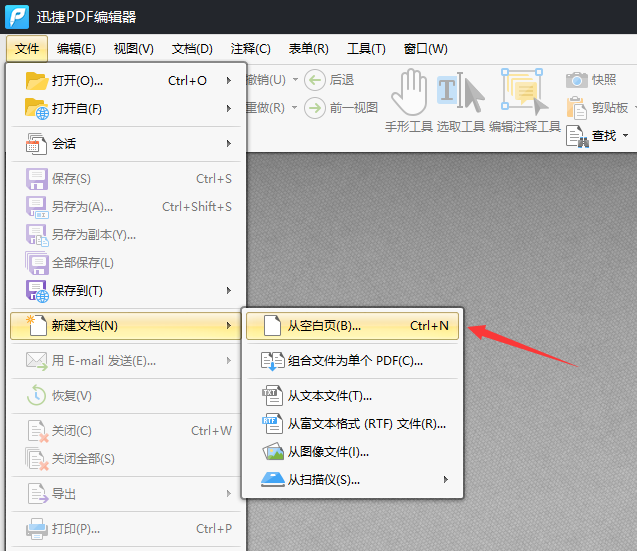 迅捷PDF编辑器
文件 编辑(E) 视图(V) 文档(D) 注释(C) 表单(R) 工具(T) 窗口(W)
撤销(U) 后退 快照
重做(R) 前一视图 剪贴板
手形工具 选取工具 编辑注释工具
查找
打开(O)... Ctrl+O
打开自(F)
会话
保存(S) Ctrl+S
另存为(A)... Ctrl+Shift+S
另存为副本(Y)...
全部保存(L)
保存到(T)
新建文档(N)
用 E-mail 发送(E)...
恢复(V)
关闭(C) Ctrl+W
关闭全部(S)
导出
打印(P)... Ctrl+P
从空白页(B)... Ctrl+N
组合文件为单个 PDF(C)...
TXT 从文本文件(T)...
RTF 从富文本格式 (RTF) 文件(R)...
从图像文件(I)...
从扫描仪(S)...